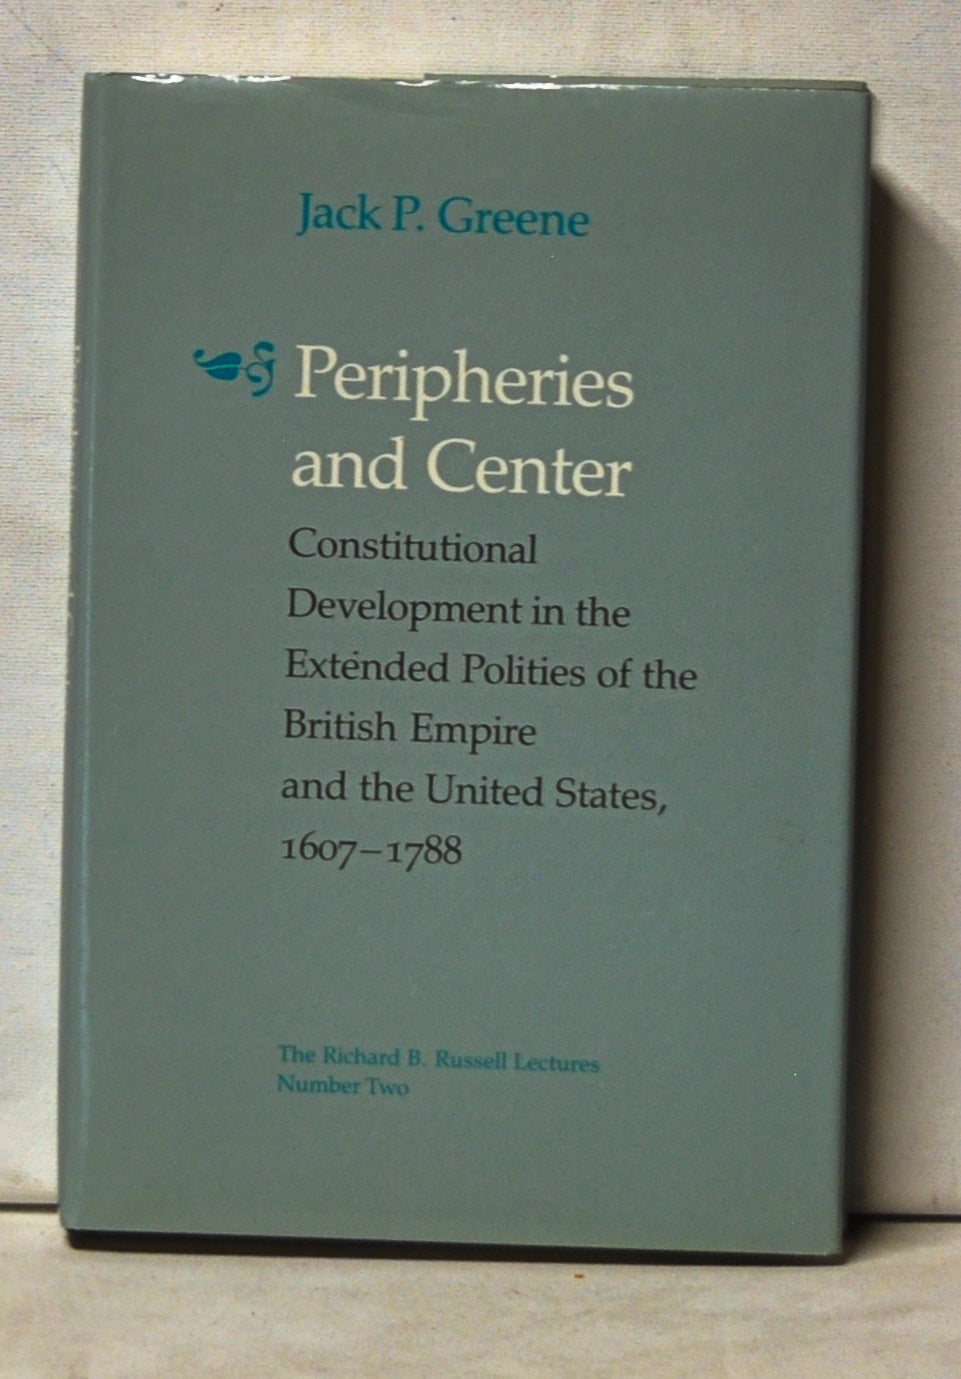 Jack P. Greene
Peripheries
and Center
Constitutional
Development in the
Extended Polities of the
British Empire
and the United States,
1607–1788
The Richard B. Russell Lectures
Number Two